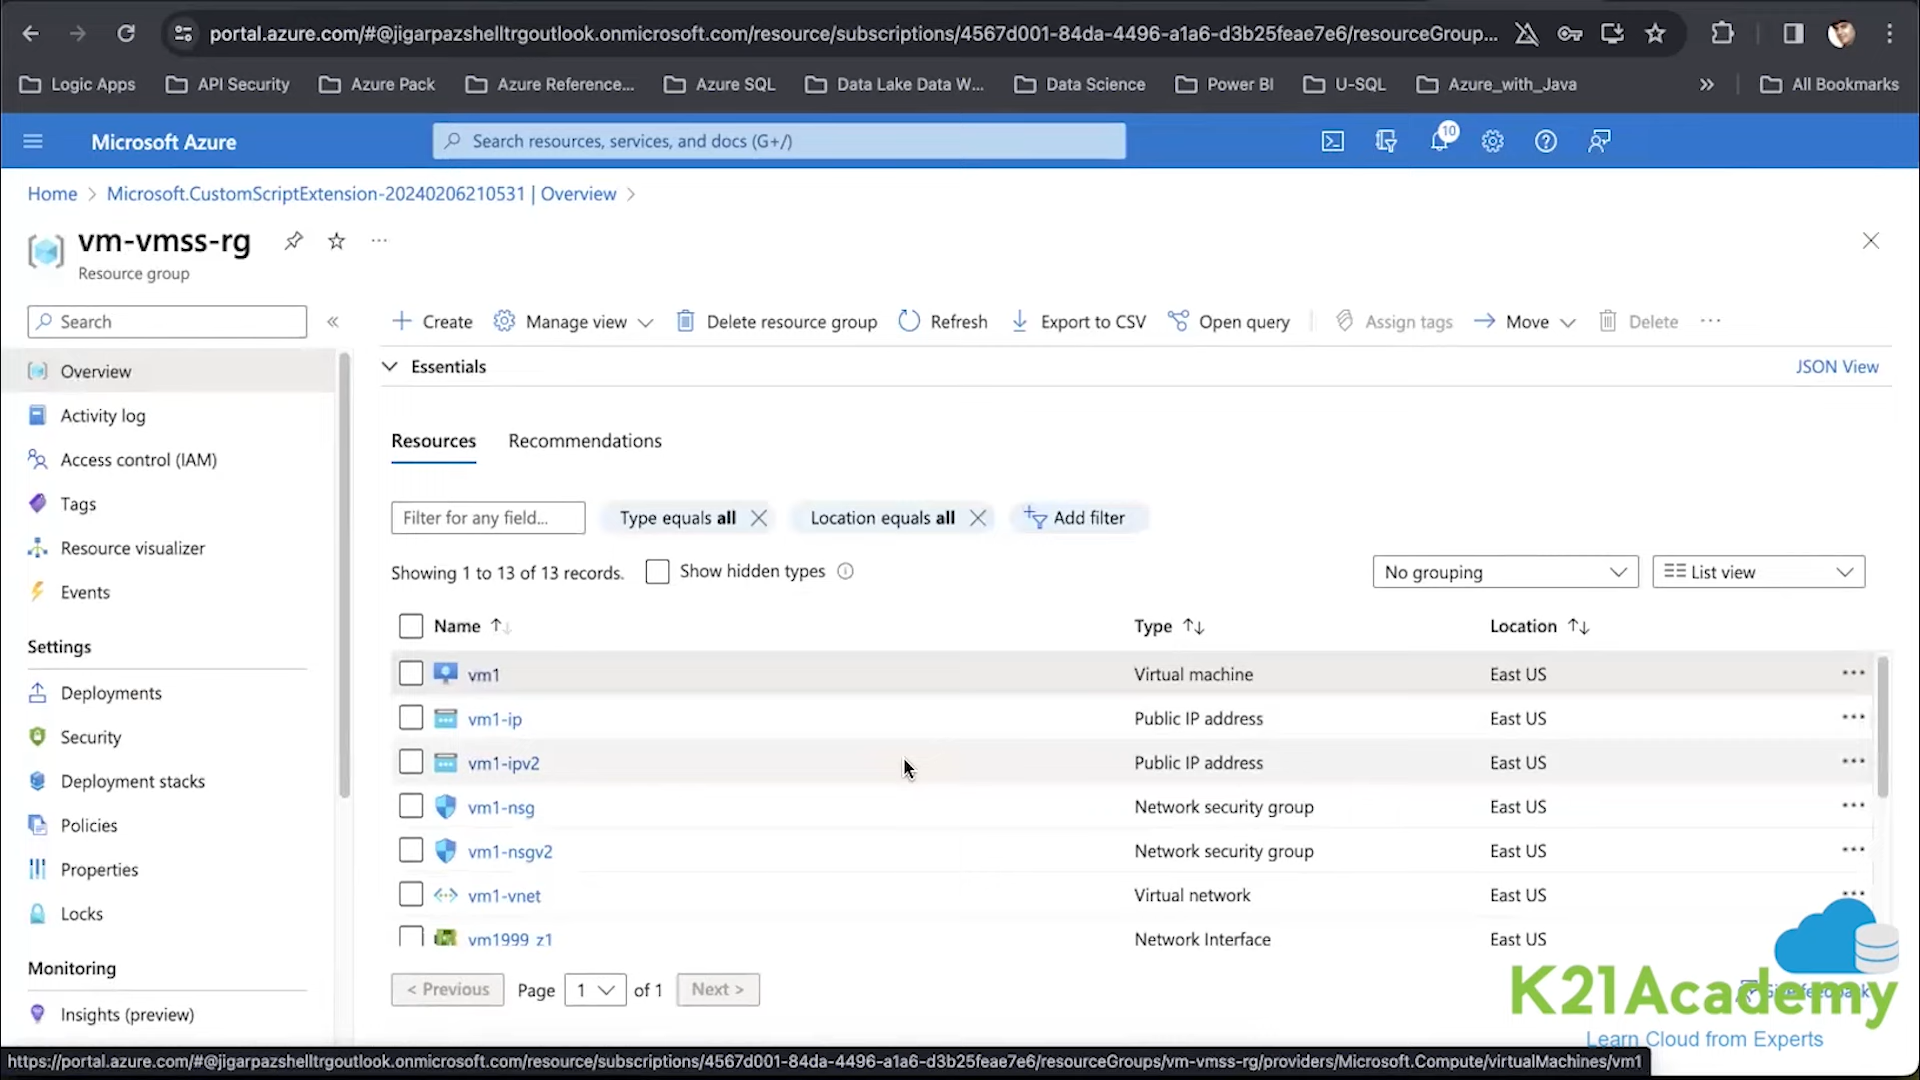 portal.azure.com/#@jigarpazshelltrgoutlook.onmicrosoft.com/resource/subscriptions/4567d001-84da-4496-a1a6-d3b25feae7e6/resourceGroup...
Logic Apps
API Security
Azure Pack
Azure Reference...
Azure SQL
Data Lake Data W...
Data Science
Power BI
U-SQL
Azure_with_Java
»
All Bookmarks
Microsoft Azure
Search resources, services, and docs (G+/)
10
Home > Microsoft.CustomScriptExtension-20240206210531 | Overview >
vm-vmss-rg
Resource group
Search
«
Create
Manage view
Delete resource group
Refresh
Export to CSV
Open query
Assign tags
Move
Delete
Overview
Activity log
Access control (IAM)
Tags
Resource visualizer
Events
Settings
Deployments
Security
Deployment stacks
Policies
Properties
Locks
Monitoring
Insights (preview)
Essentials
JSON View
Resources
Recommendations
Filter for any field...
Type equals all
Location equals all
Add filter
Showing 1 to 13 of 13 records.
Show hidden types
No grouping
List view
Name
Type
Location
vm1 Virtual machine East US
vm1-ip Public IP address East US
vm1-ipv2 Public IP address East US
vm1-nsg Network security group East US
vm1-nsgv2 Network security group East US
vm1-vnet Virtual network East US
vm1999_z1 Network Interface East US
< Previous
Page 1 of 1
Next >
K21Academy
Learn Cloud from Experts
https://portal.azure.com/#@jigarpazshelltrgoutlook.onmicrosoft.com/resource/subscriptions/4567d001-84da-4496-a1a6-d3b25feae7e6/resourceGroups/vm-vmss-rg/providers/Microsoft.Compute/virtualMachines/vm1